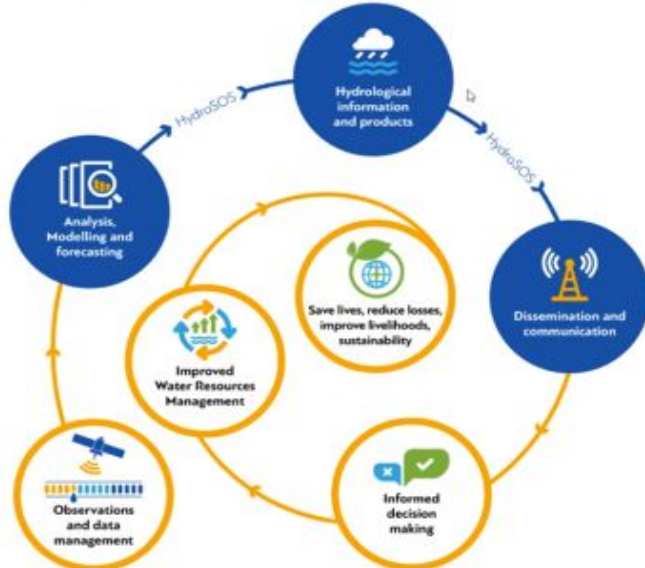 Hydrological
information
and products
HydroSOS
HydroSOS
Analysis,
Modelling and
forecasting
Dissemination and
communication
Save lives, reduce losses,
improve livelihoods,
sustainability
Improved
Water Resources
Management
Observations
and data
management
Informed
decision
making